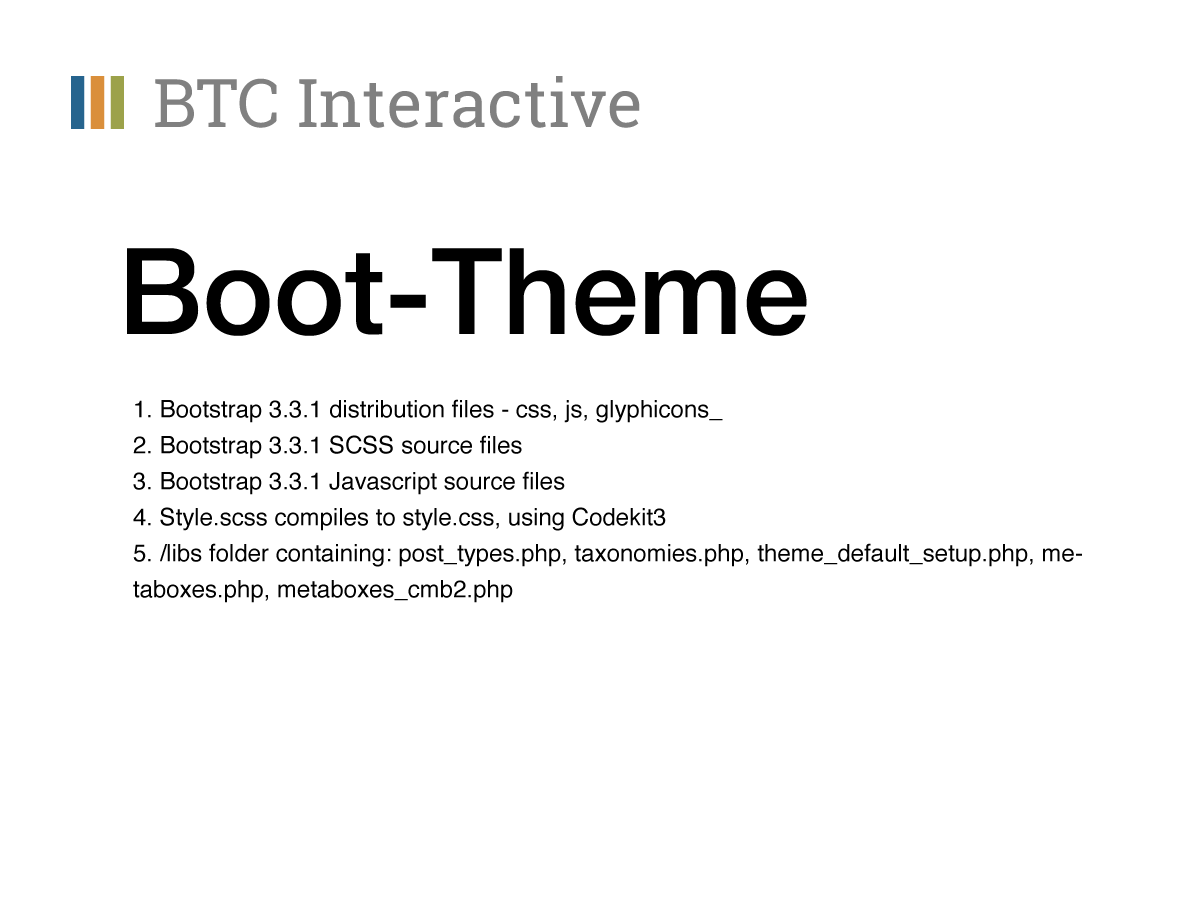 BTC Interactive
Boot-Theme
1. Bootstrap 3.3.1 distribution files - css, js, glyphicons_
2. Bootstrap 3.3.1 SCSS source files
3. Bootstrap 3.3.1 Javascript source files
4. Style.scss compiles to style.css, using Codekit3
5. /libs folder containing: post_types.php, taxonomies.php, theme_default_setup.php, me-
taboxes.php, metaboxes_cmb2.php